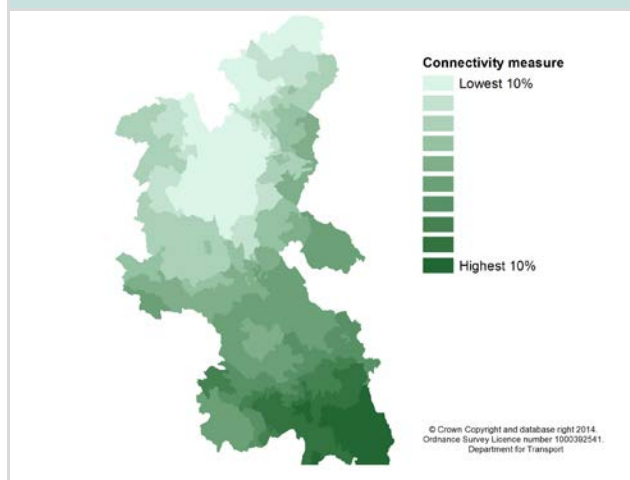 Connectivity measure
Lowest 10%
Highest 10%
© Crown Copyright and database right 2014.
Ordnance Survey Licence number 1000392541.
Department for Transport